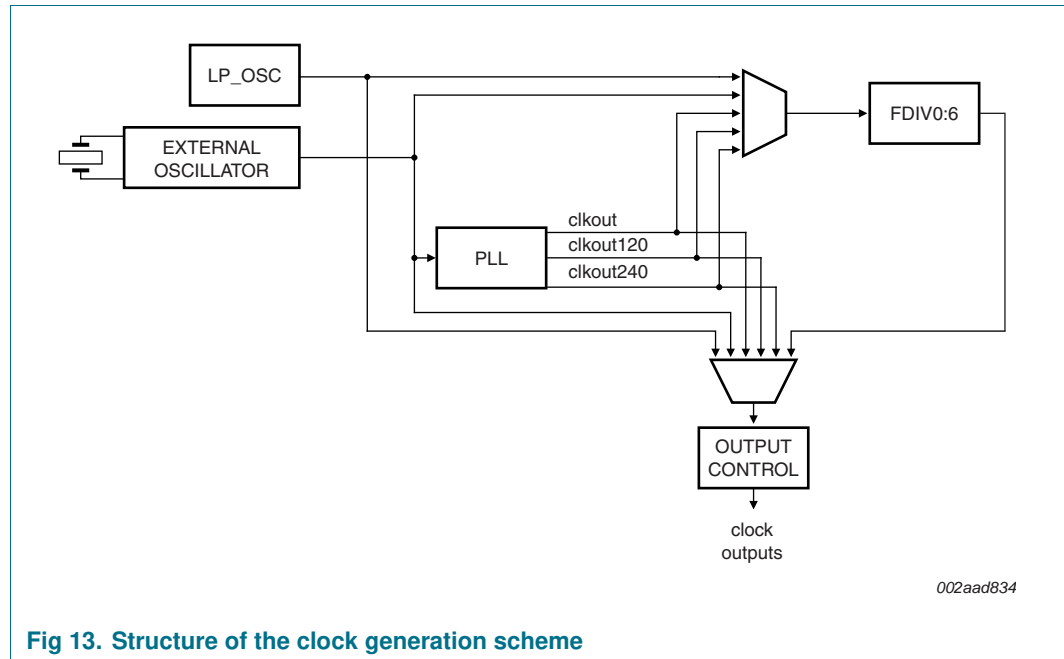 LP_OSC
FDIV0:6
EXTERNAL
OSCILLATOR
clkout
PLL
clkout120
clkout240
OUTPUT
CONTROL
clock
outputs
002aad834
Fig 13. Structure of the clock generation scheme